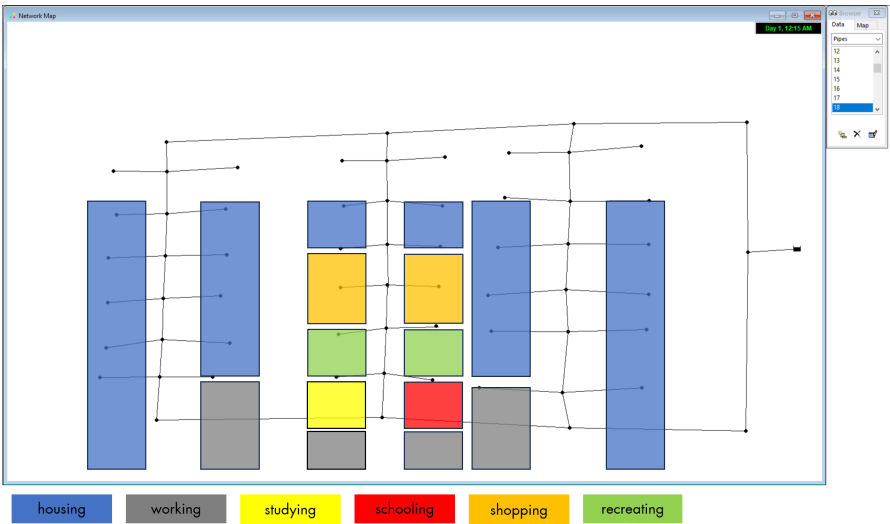 Network Map
Day 1, 12:15 AM
Browser
Data Map
Pipes
12
13
14
15
16
17
18
housing working studying schooling shopping recreating